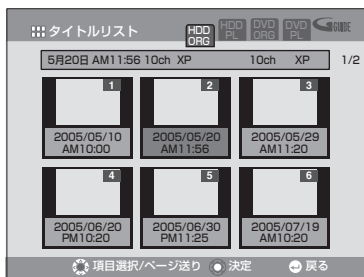 タイトルリスト HDD ORG HDD PL DVD ORG DVD PL G GUIDE
5月20日 AM11:56 10ch XP 10ch XP 1/2
1 2 3
2005/05/10 2005/05/20 2005/05/29
AM10:00 AM11:56 AM11:20
4 5 6
2005/06/20 2005/06/30 2005/07/19
PM10:20 PM11:25 AM10:20
項目選択/ページ送り 決定 戻る